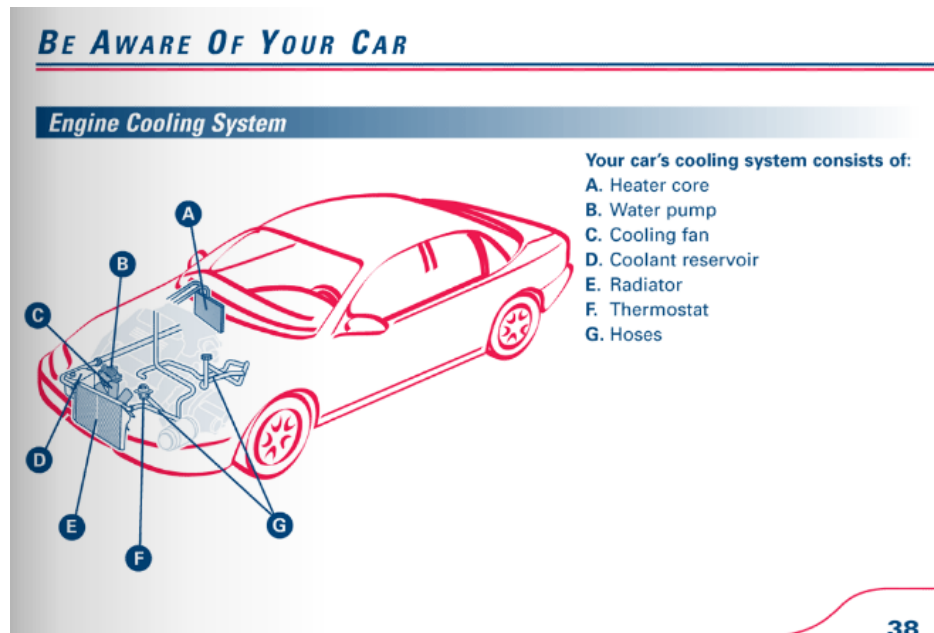 BE AWARE OF YOUR CAR
Engine Cooling System
Your car's cooling system consists of:
A. Heater core
B. Water pump
C. Cooling fan
D. Coolant reservoir
E. Radiator
F. Thermostat
G. Hoses
A
B
C
D
E
F
G
38